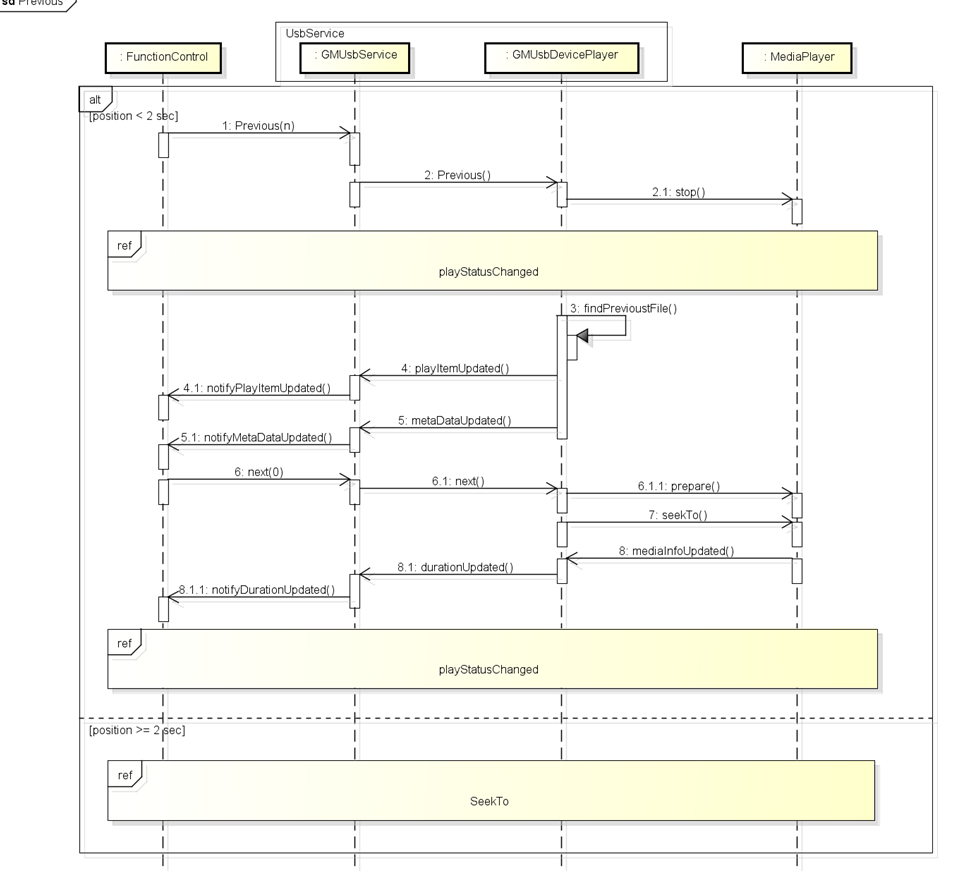 sd Previous
UsbService
: FunctionControl
: GMUsbService
: GMUsbDevicePlayer
: MediaPlayer
alt
[position < 2 sec]
1: Previous(n)
2: Previous()
2.1: stop()
ref
playStatusChanged
3: findPrevioustFile()
4: playItemUpdated()
4.1: notifyPlayItemUpdated()
5: metaDataUpdated()
5.1: notifyMetaDataUpdated()
6: next(0)
6.1: next()
6.1.1: prepare()
7: seekTo()
8: mediaInfoUpdated()
8.1: durationUpdated()
8.1.1: notifyDurationUpdated()
ref
playStatusChanged
[position >= 2 sec]
ref
SeekTo